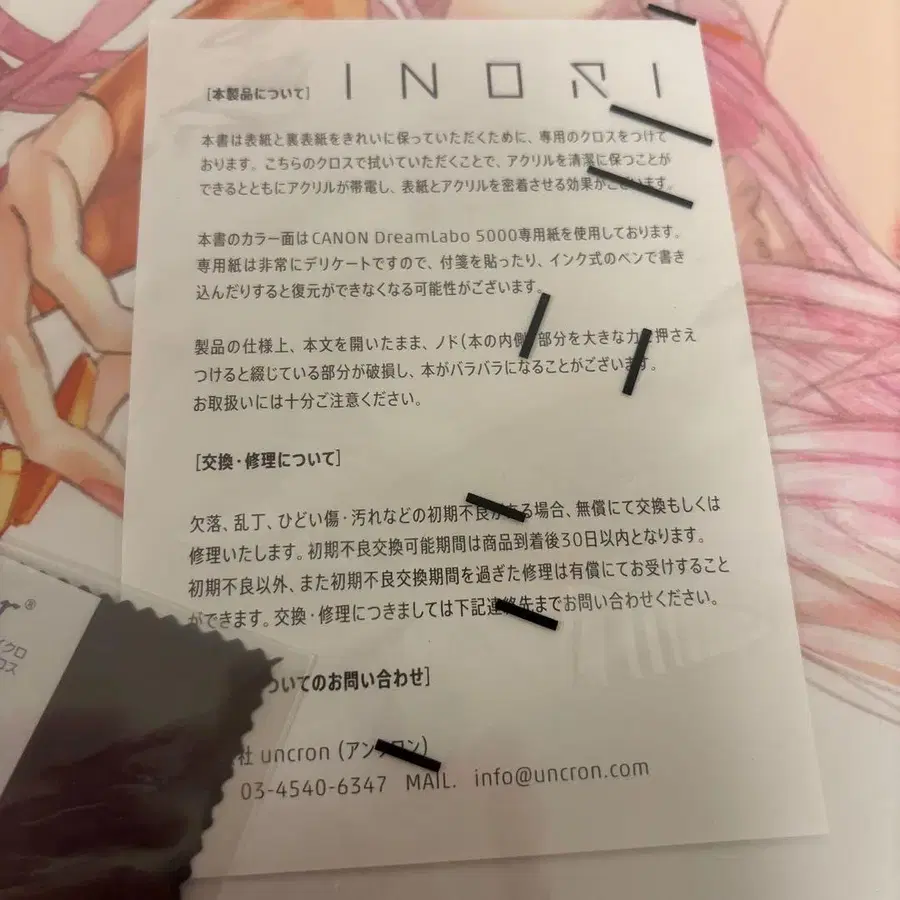 INORI
[本製品について]
本書は表紙と裏表紙をきれいに保っていただくために、専用のクロスをつけて
おります。こちらのクロスで拭いていただくことで、アクリルを清潔に保つことが
できるとともにアクリルが帯電し、表紙とアクリルを密着させる効果がございます。
本書のカラー面はCANON DreamLabo 5000専用紙を使用しております。
専用紙は非常にデリケートですので、付箋を貼ったり、インク式のペンで書き
込んだりすると復元ができなくなる可能性がございます。
製品の仕様上、本文を開いたまま、ノド(本の内側 部分を大きな力 押さえ
つけると綴じている部分が破損し、本がバラバラになることがございます。
お取扱いには十分ご注意ください。
[交換・修理について]
欠落、乱丁、ひどい傷・汚れなどの初期不良がある場合、無償にて交換もしくは
修理いたします。初期不良交換可能期間は商品到着後30日以内となります。
初期不良以外、また初期不良交換期間を過ぎた修理は有償にてお受けすること
ができます。交換・修理につきましては下記連絡先までお問い合わせください。
ついてのお問い合わせ]
社 uncron (アンクロン)
03-4540-6347 MAIL. info@uncron.com
r®
イクロ
ロス